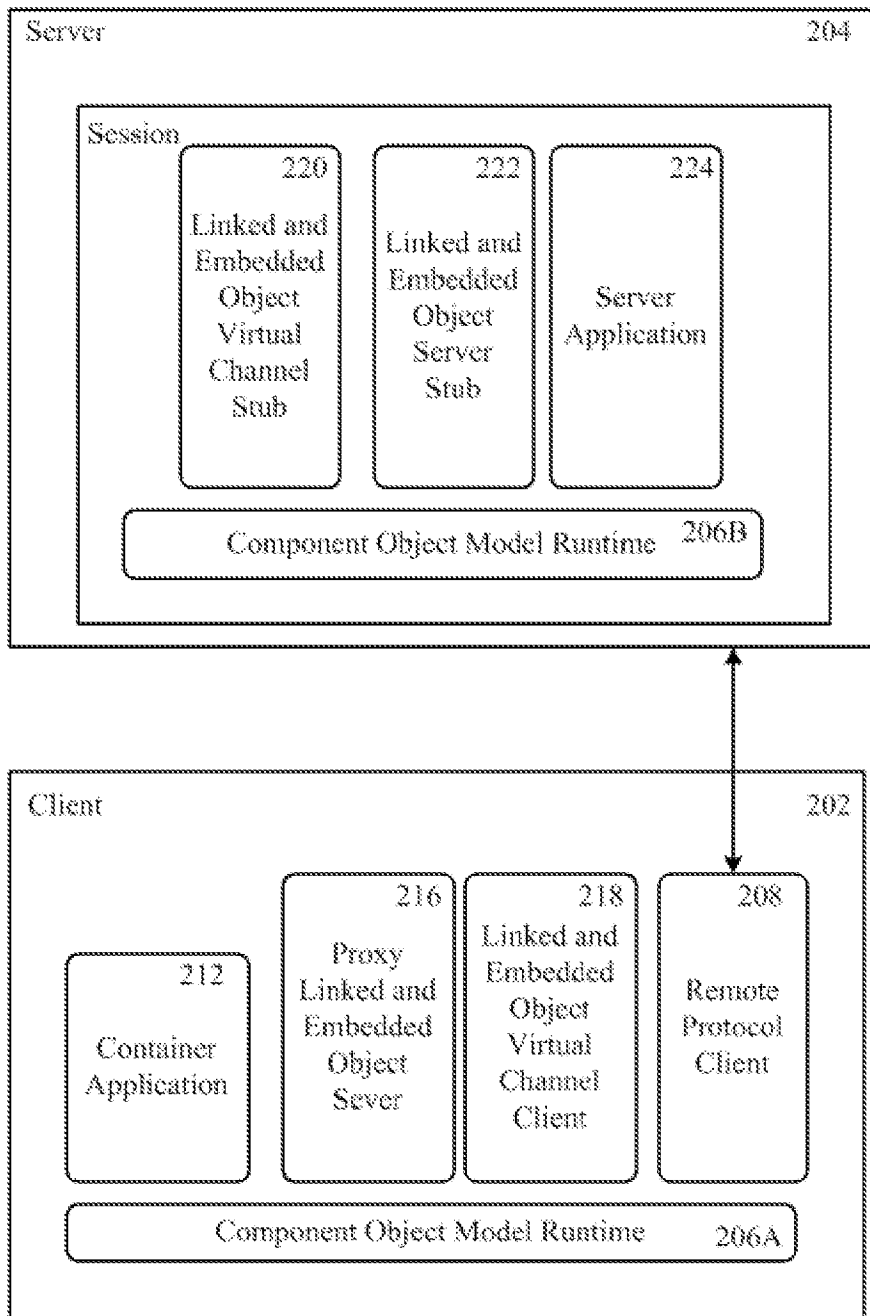 Server 204
Session
220
Linked and
Embedded
Object
Virtual
Channel
Stub
222
Linked and
Embedded
Object
Server
Stub
224
Server
Application
Component Object Model Runtime 206B
Client 202
212
Container
Application
216
Proxy
Linked and
Embedded
Object
Sever
218
Linked and
Embedded
Object
Virtual
Channel
Client
208
Remote
Protocol
Client
Component Object Model Runtime 206A